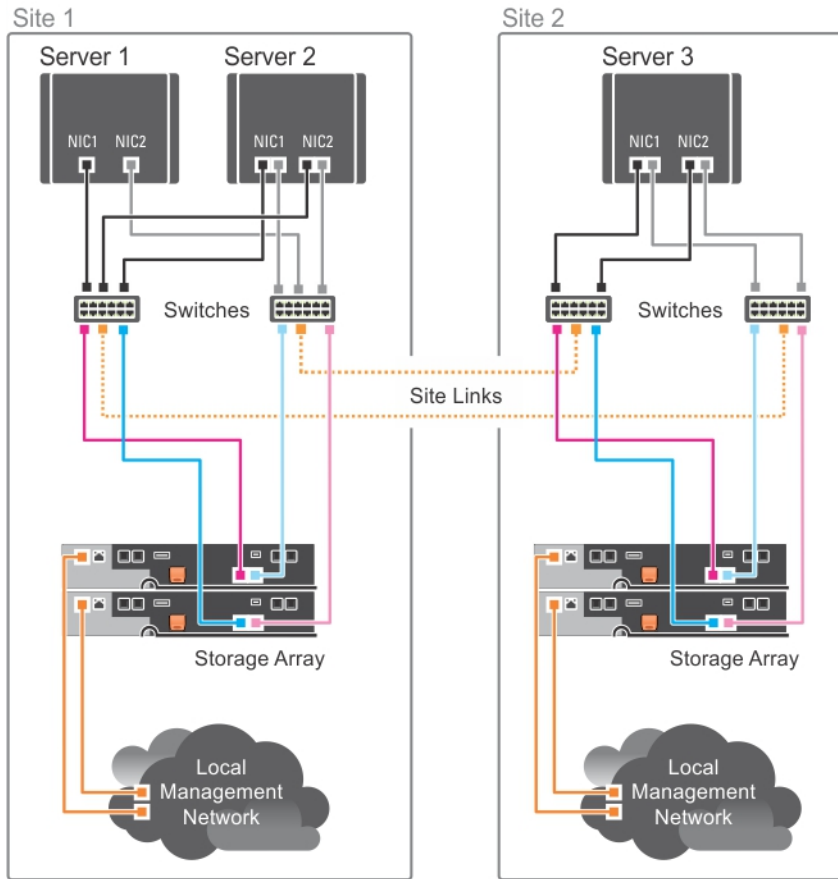 Site 1
Site 2
Server 1
Server 2
Server 3
NIC1
NIC2
NIC1
NIC2
NIC1
NIC2
Switches
Switches
Site Links
Storage Array
Storage Array
Local
Management
Network
Local
Management
Network